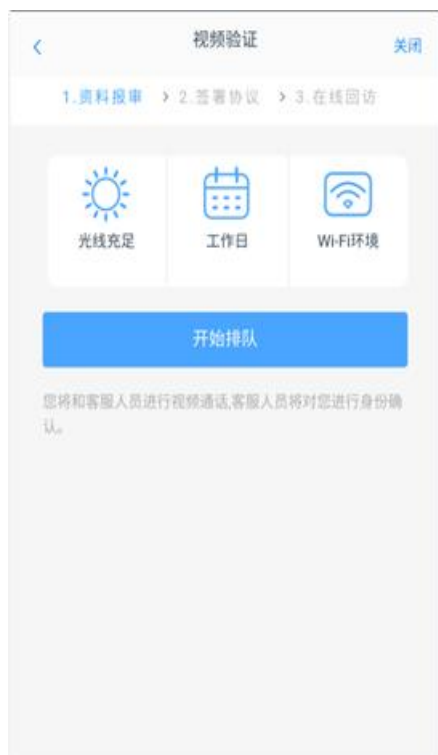 视频验证
关闭
1.资料报审 > 2.签署协议 > 3.在线回访
光线充足 工作日 Wi-Fi环境
开始排队
您将和客服人员进行视频通话,客服人员将对您进行身份确
认。